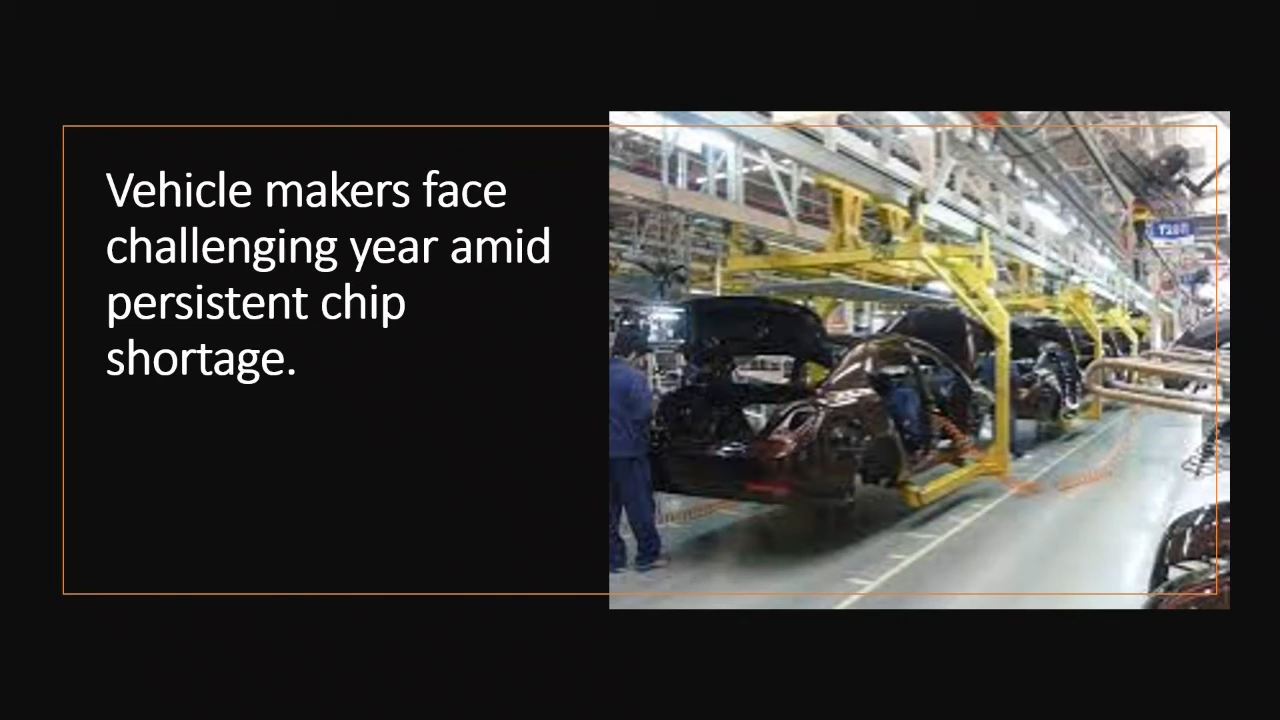 Vehicle makers face
challenging year amid
persistent chip
shortage.